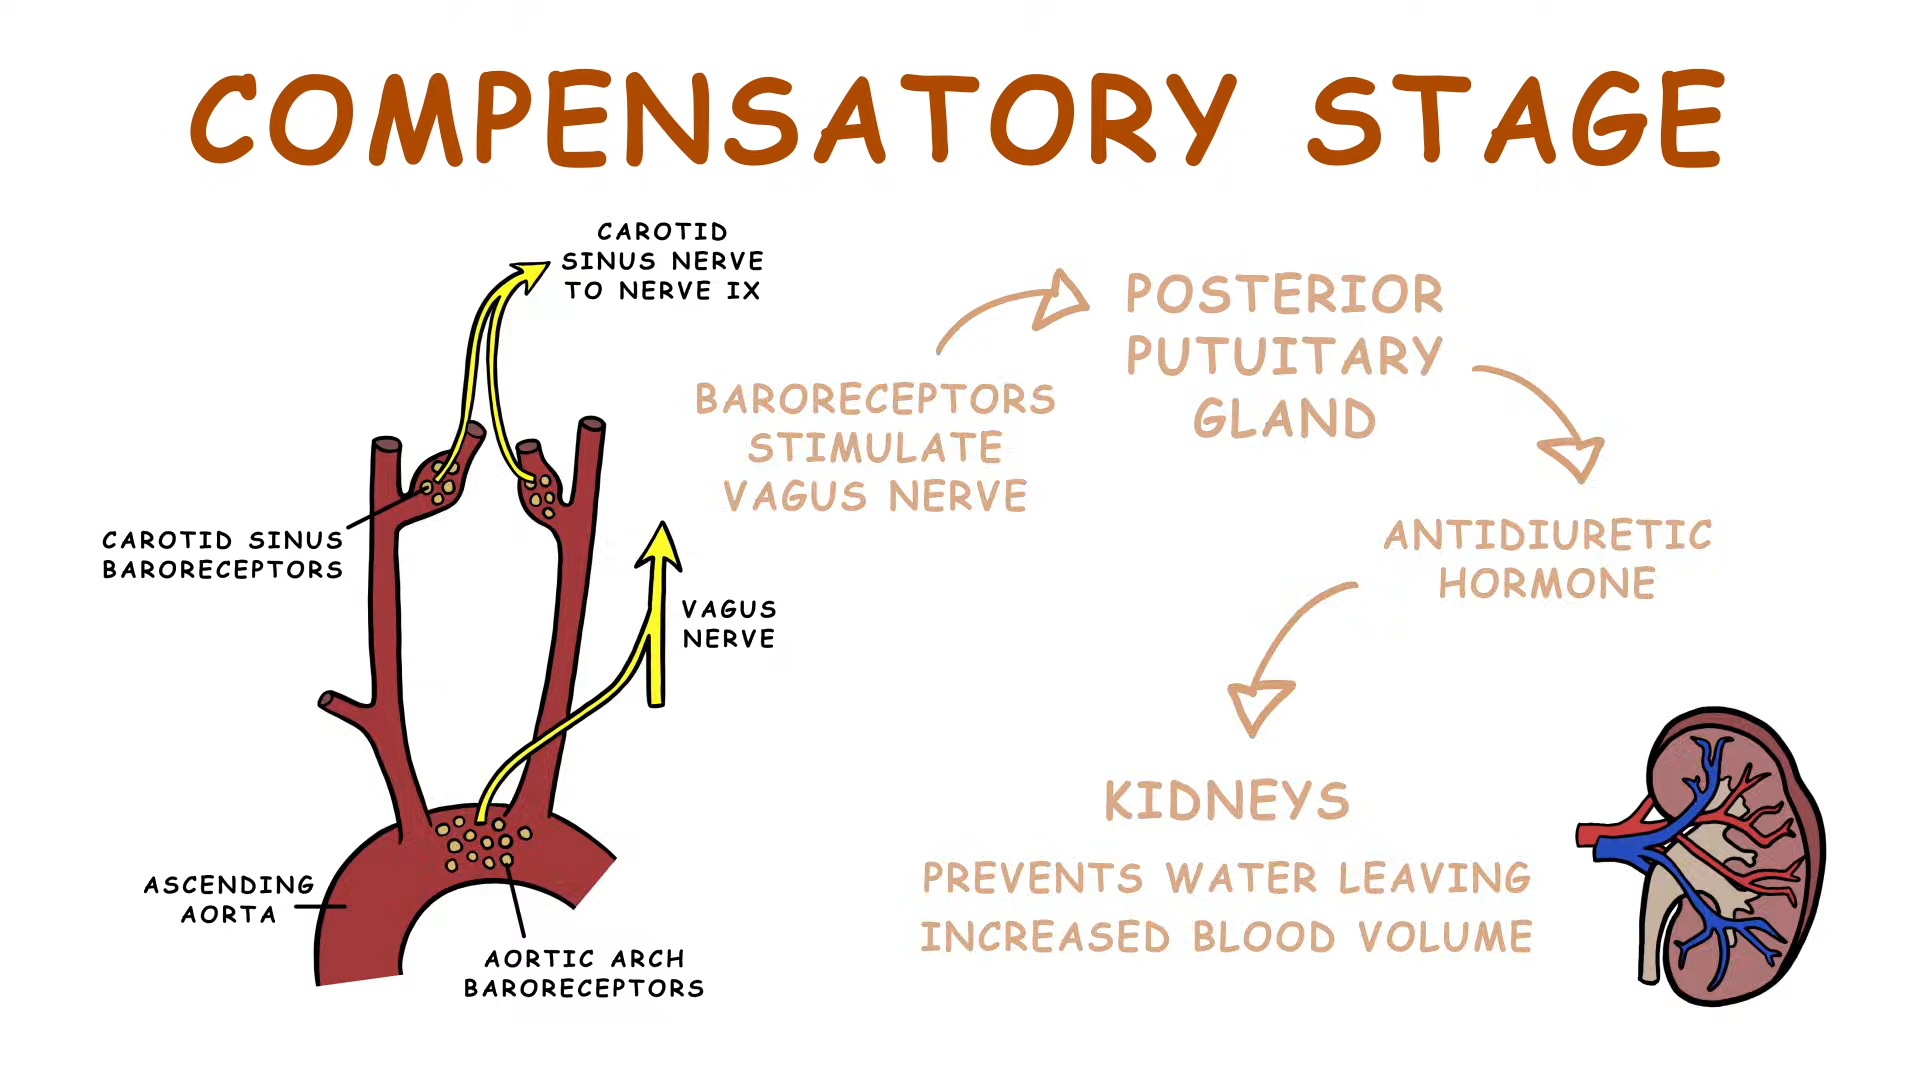 COMPENSATORY STAGE
CAROTID
SINUS NERVE
TO NERVE IX
CAROTID SINUS
BARORECEPTORS
VAGUS
NERVE
ASCENDING
AORTA
AORTIC ARCH
BARORECEPTORS
BARORECEPTORS
STIMULATE
VAGUS NERVE
POSTERIOR
PUTUITARY
GLAND
ANTIDIURETIC
HORMONE
KIDNEYS
PREVENTS WATER LEAVING
INCREASED BLOOD VOLUME